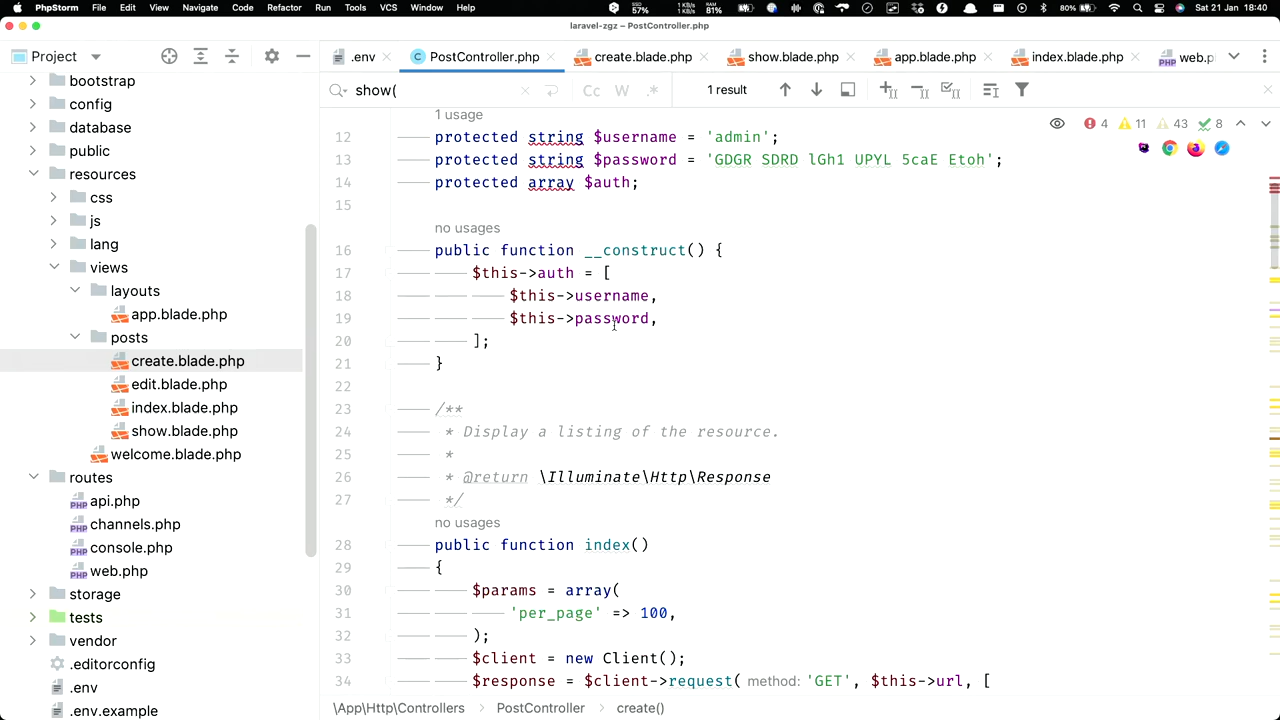 PhpStorm File Edit View Navigate Code Refactor Run Tools VCS Window Help
SSD 57% 1 KB/s 1 KB/s RAM 81% Sat 21 Jan 18:40
laravel-zgz – PostController.php
Project
.env PostController.php create.blade.php show.blade.php app.blade.php index.blade.php web.p
show( Cc W .* 1 result
bootstrap
config
database
public
resources
css
js
lang
views
layouts
app.blade.php
posts
create.blade.php
edit.blade.php
index.blade.php
show.blade.php
welcome.blade.php
routes
api.php
channels.php
console.php
web.php
storage
tests
vendor
.editorconfig
.env
.env.example
4 11 43 8
1 usage
12 protected string $username = 'admin';
13 protected string $password = 'GDGR SDRD lGh1 UPYL 5caE Etoh';
14 protected array $auth;
15
no usages
16 public function __construct() {
17 $this->auth = [
18 $this->username,
19 $this->password,
20 ];
21 }
22
23 /**
24 * Display a listing of the resource.
25 *
26 * @return \Illuminate\Http\Response
27 */
no usages
28 public function index()
29 {
30 $params = array(
31 'per_page' => 100,
32 );
33 $client = new Client();
34 $response = $client->request( method: 'GET', $this->url, [
\App\Http\Controllers PostController create()